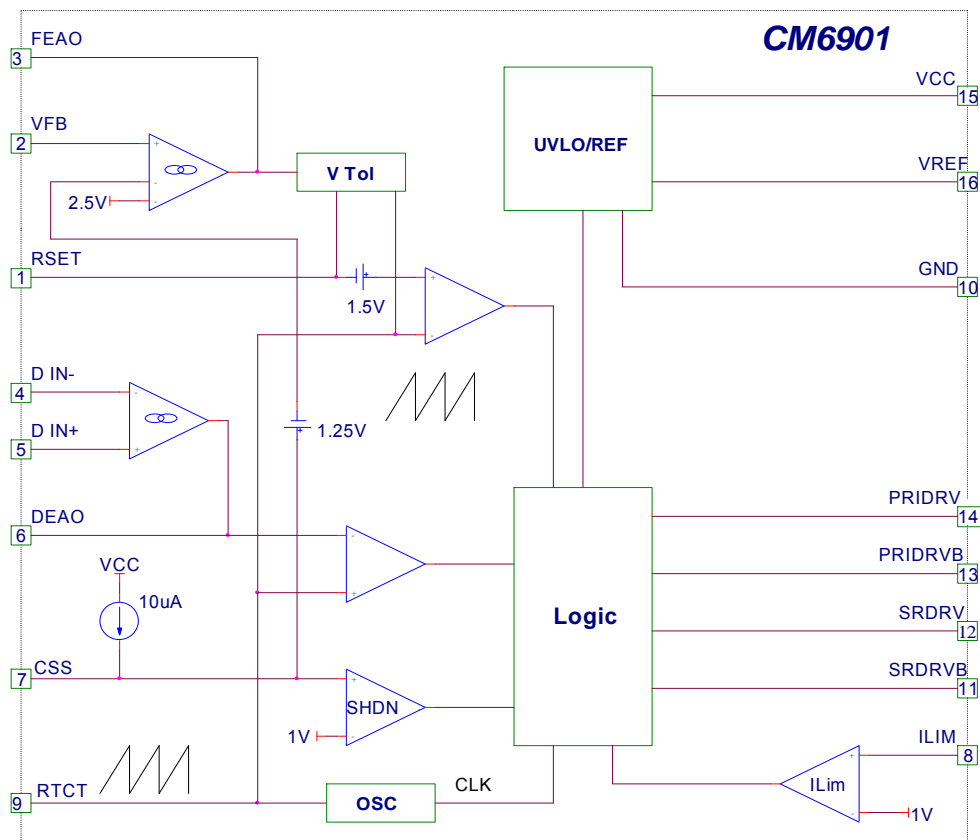 CM6901
FEAO
3
VFB
2
+
-
2.5V
-
V Tol
UVLO/REF
VCC
15
VREF
16
GND
10
RSET
1
1.5V
+
+
-
D IN-
4
D IN+
5
-
+
1.25V
+
DEAO
6
-
+
VCC
10uA
CSS
7
+
SHDN
1V
-
Logic
PRIDRV
14
PRIDRVB
13
SRDRV
12
SRDRVB
11
ILIM
8
+
ILim
-
1V
RTCT
9
OSC
CLK